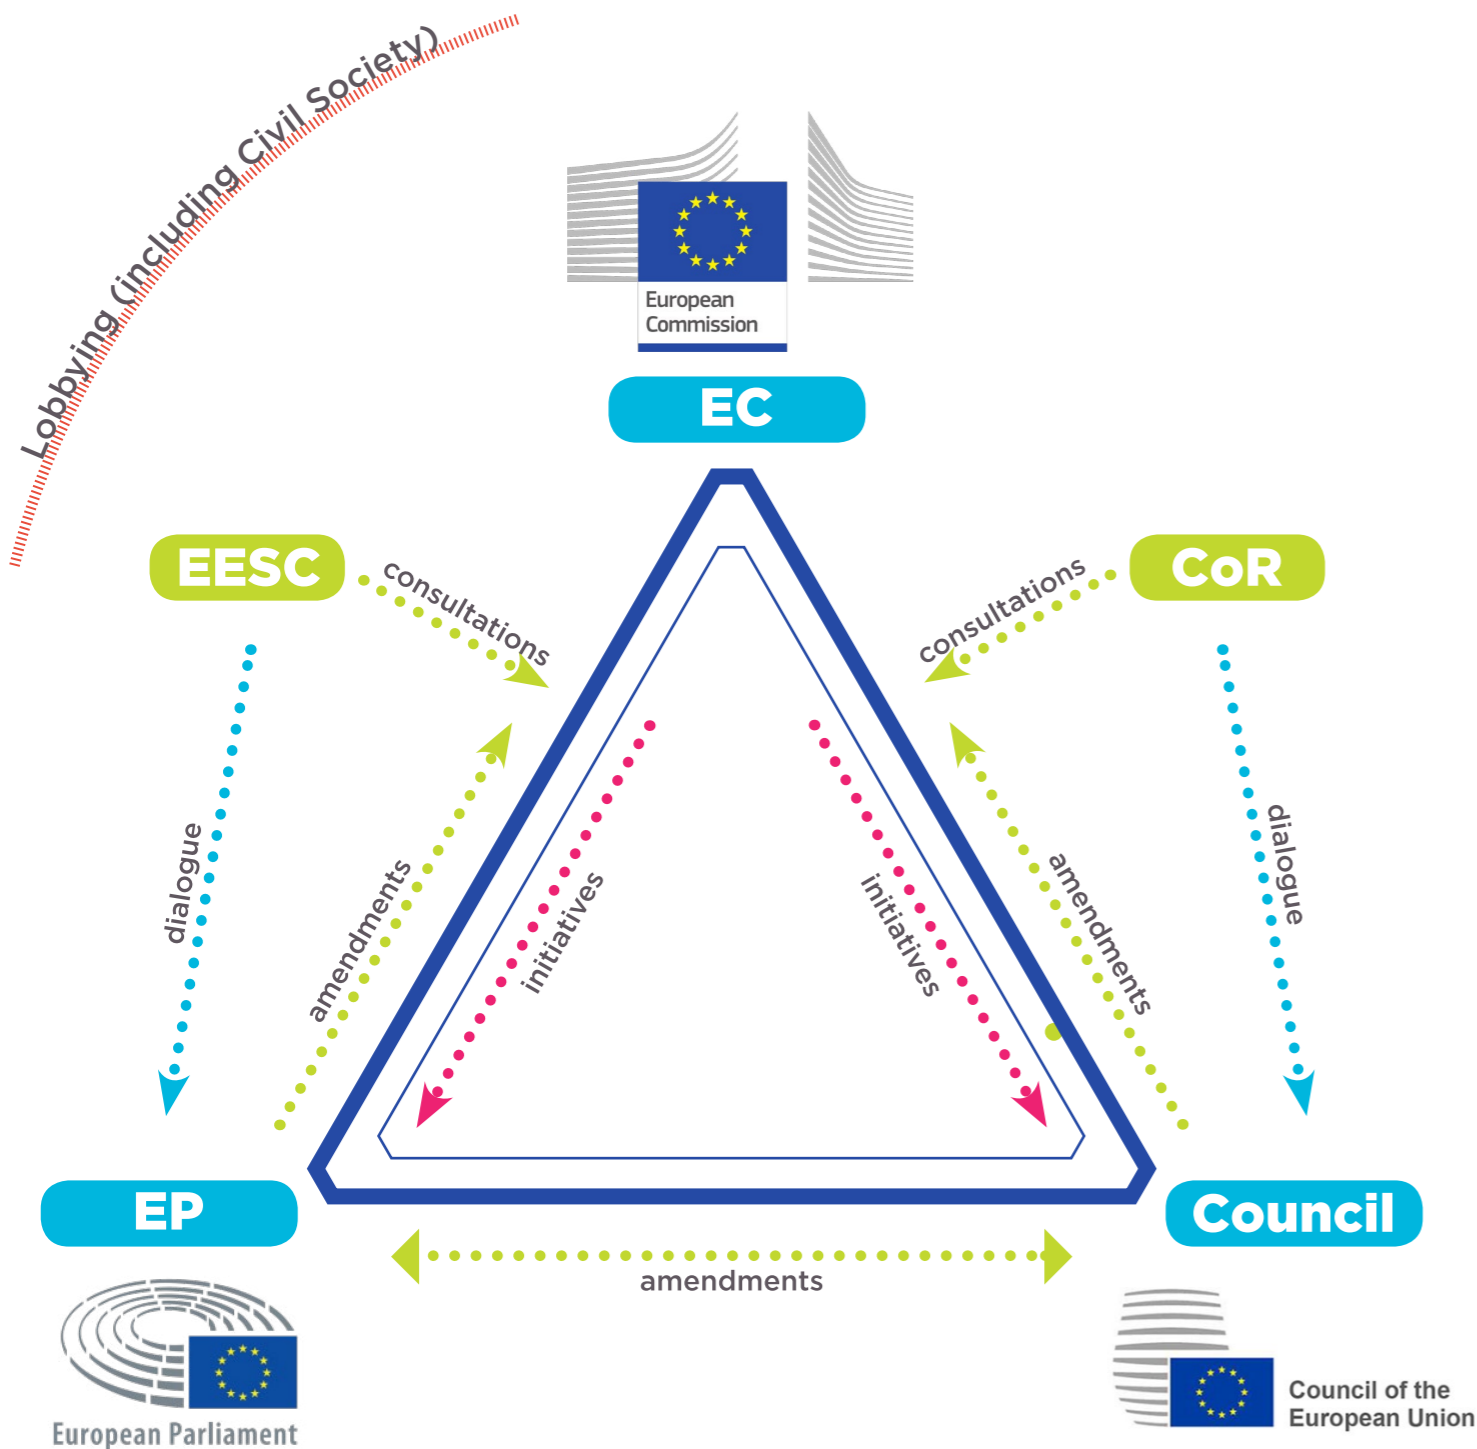 Lobbying (including Civil Society)
European
Commission
EC
EESC
CoR
consultations
consultations
dialogue
amendments
initiatives
initiatives
amendments
dialogue
EP
Council
amendments
European Parliament
Council of the
European Union